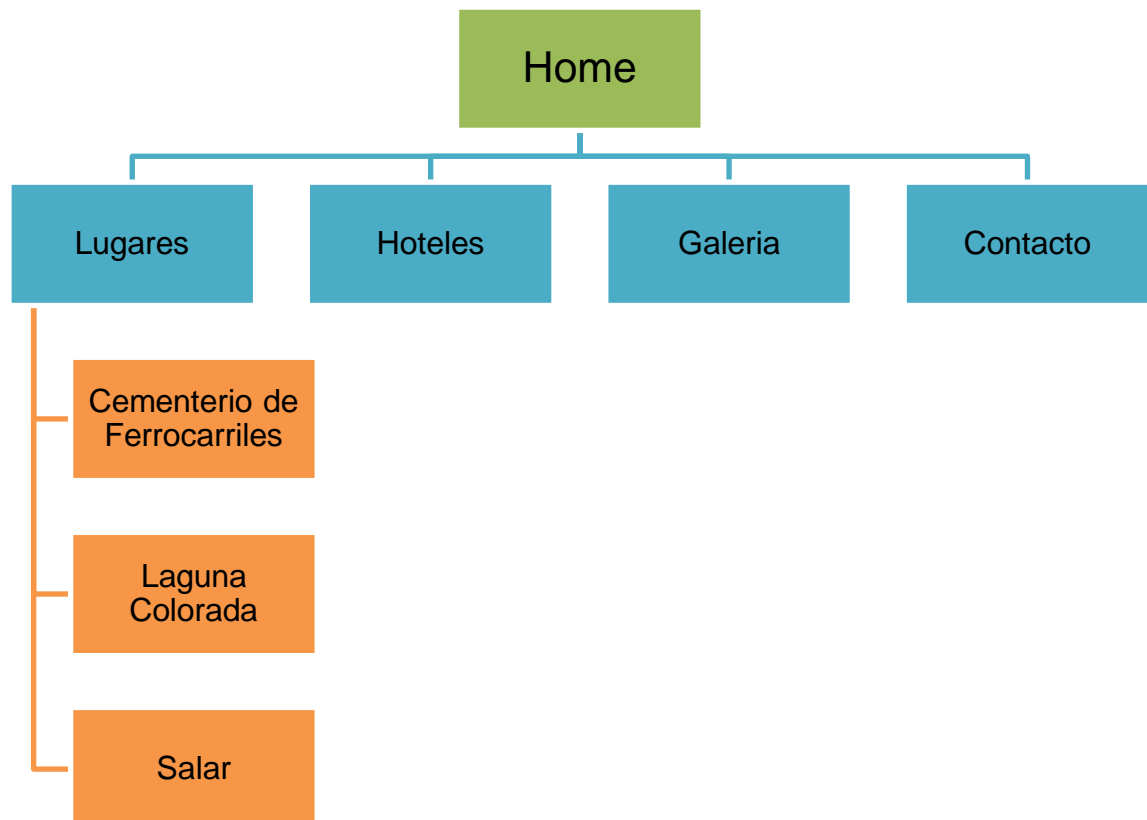 Home
Lugares
Hoteles
Galeria
Contacto
Cementerio de
Ferrocarriles
Laguna
Colorada
Salar